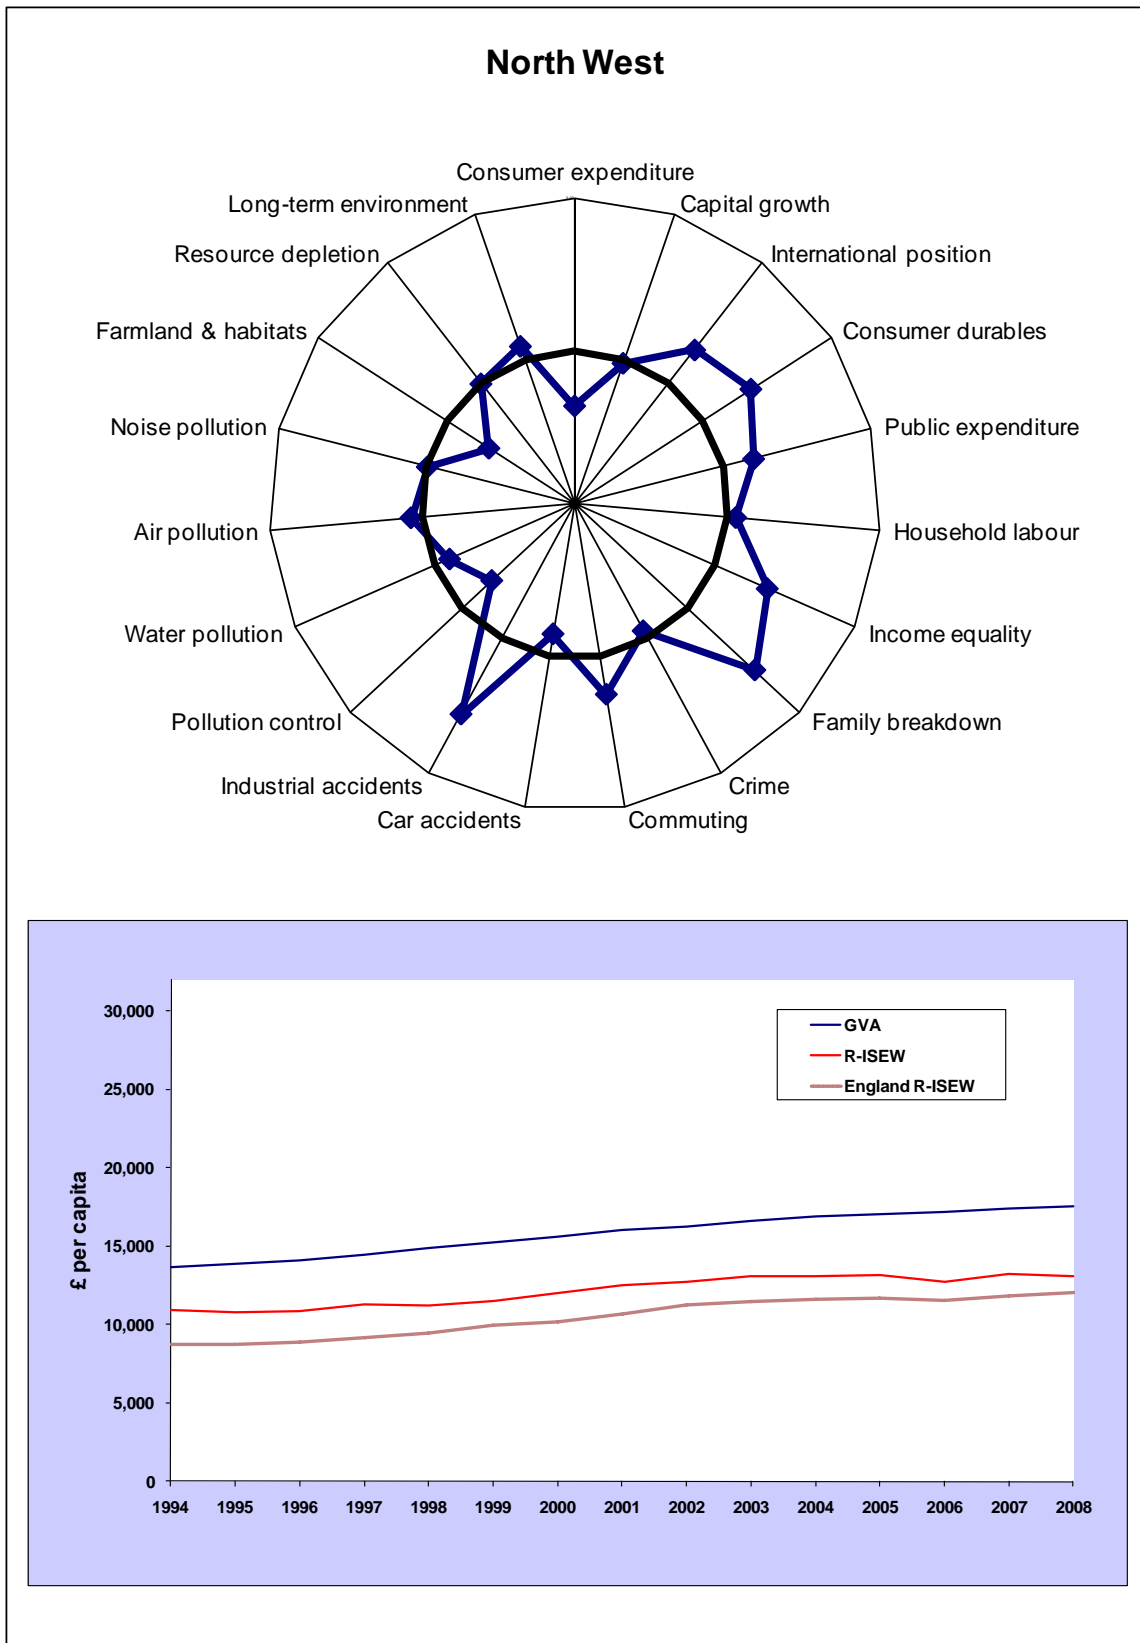 North West
Consumer expenditure
Long-term environment
Capital growth
Resource depletion
International position
Farmland & habitats
Consumer durables
Noise pollution
Public expenditure
Air pollution
Household labour
Water pollution
Income equality
Pollution control
Family breakdown
Industrial accidents
Crime
Car accidents
Commuting
30,000
25,000
20,000
15,000
10,000
5,000
0
£ per capita
GVA
R-ISEW
England R-ISEW
1994 1995 1996 1997 1998 1999 2000 2001 2002 2003 2004 2005 2006 2007 2008